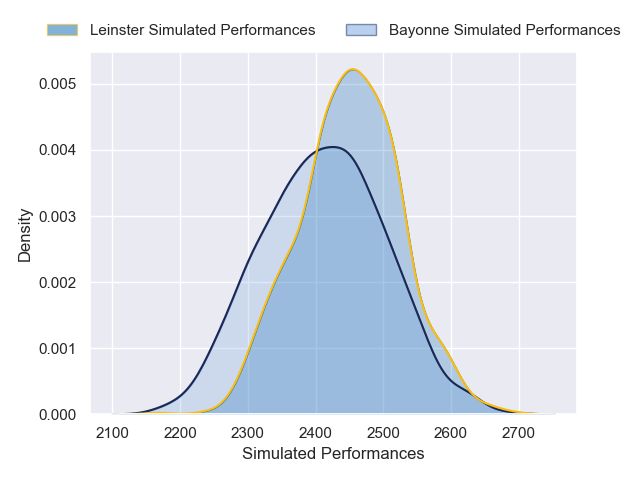 Leinster Simulated Performances Bayonne Simulated Performances
0.005
0.004
0.003
0.002
0.001
0.000
Density
2100 2200 2300 2400 2500 2600 2700
Simulated Performances